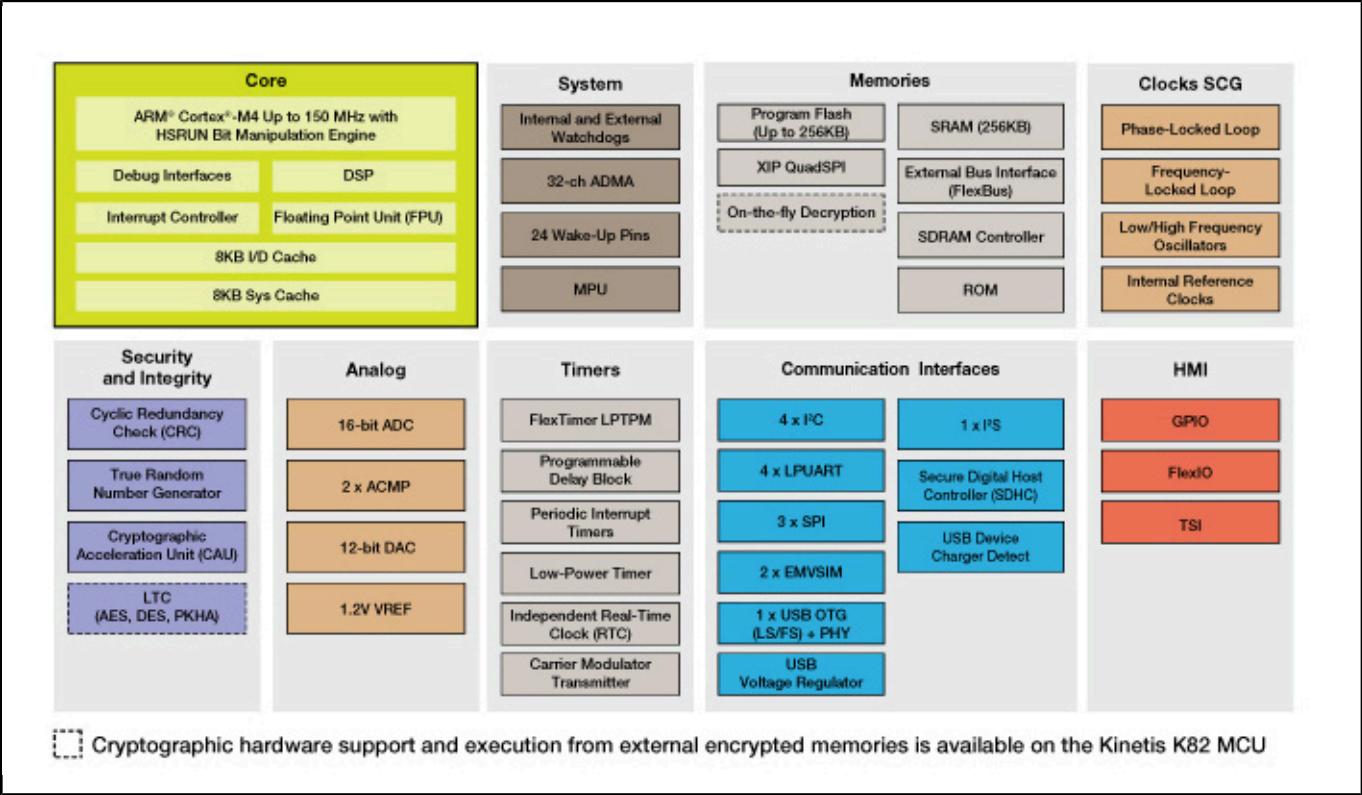 Core
ARM® Cortex®-M4 Up to 150 MHz with
HSRUN Bit Manipulation Engine
Debug Interfaces
DSP
Interrupt Controller
Floating Point Unit (FPU)
8KB I/D Cache
8KB Sys Cache
System
Internal and External
Watchdogs
32-ch ADMA
24 Wake-Up Pins
MPU
Memories
Program Flash
(Up to 256KB)
XIP QuadSPI
On-the-fly Decryption
SRAM (256KB)
External Bus Interface
(FlexBus)
SDRAM Controller
ROM
Clocks SCG
Phase-Locked Loop
Frequency-
Locked Loop
Low/High Frequency
Oscillators
Internal Reference
Clocks
Security
and Integrity
Cyclic Redundancy
Check (CRC)
True Random
Number Generator
Cryptographic
Acceleration Unit (CAU)
LTC
(AES, DES, PKHA)
Analog
16-bit ADC
2 x ACMP
12-bit DAC
1.2V VREF
Timers
FlexTimer LPTPM
Programmable
Delay Block
Periodic Interrupt
Timers
Low-Power Timer
Independent Real-Time
Clock (RTC)
Carrier Modulator
Transmitter
Communication Interfaces
4 x I²C
4 x LPUART
3 x SPI
2 x EMVSIM
1 x USB OTG
(LS/FS) + PHY
USB
Voltage Regulator
1 x I²S
Secure Digital Host
Controller (SDHC)
USB Device
Charger Detect
HMI
GPIO
FlexIO
TSI
Cryptographic hardware support and execution from external encrypted memories is available on the Kinetis K82 MCU